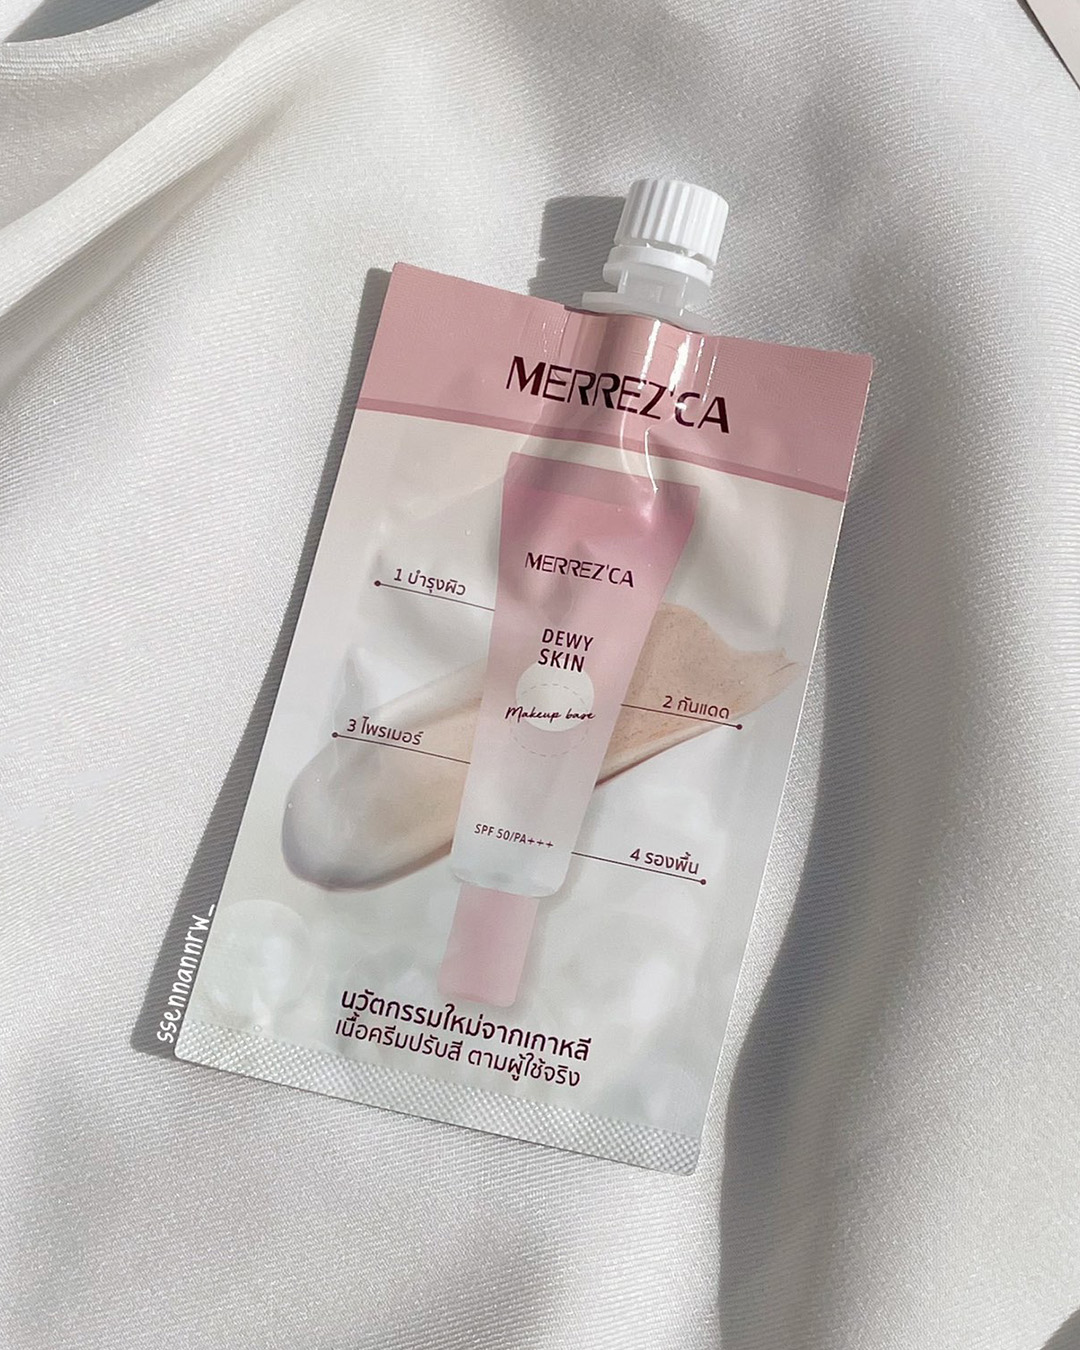 MERREZ'CA
MERREZ'CA
1 บำรุงผิว
DEWY
SKIN
Makeup base
2 กันแดด
3 ไพรเมอร์
SPF 50/PA+++
4 รองพื้น
นวัตกรรมใหม่จากเกาหลี
เนื้อครีมปรับสี ตามผู้ใช้จริง
ssennannrw_